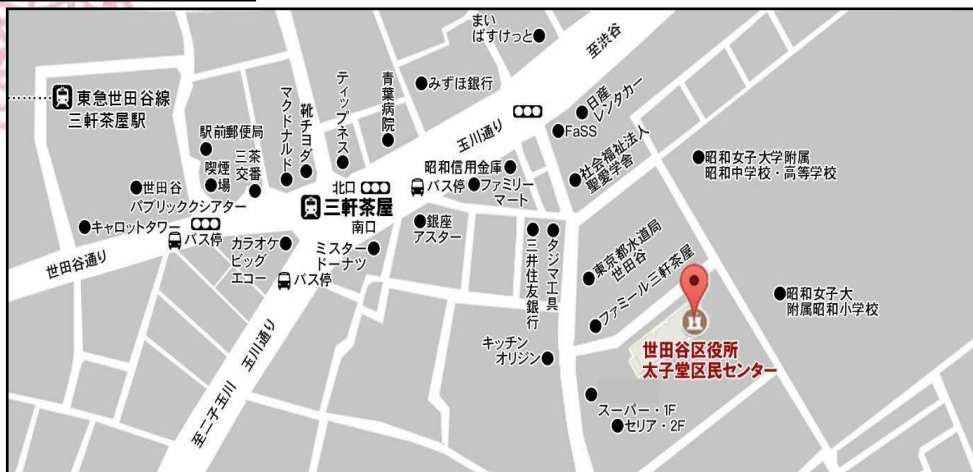 まい
ばすけっと
至渋谷
みずほ銀行
東急世田谷線
三軒茶屋駅
駅前郵便局
喫煙
場
三茶
交番
マクドナルド
靴チヨダ
ティップネス
青葉病院
玉川通り
日産
レンタカー
FaSS
昭和信用金庫
ファミリー
マート
社会福祉法人
聖愛学舎
昭和女子大学附属
昭和中学校・高等学校
世田谷
パブリックシアター
キャロットタワー
バス停
北口
三軒茶屋
南口
バス停
銀座
アスター
世田谷通り
カラオケ
ビッグ
エコー
バス停
ミスター
ドーナツ
三井住友銀行
タジマ工具
東京都水道局
世田谷
ファミール三軒茶屋
昭和女子大
附属昭和小学校
世田谷区役所
太子堂区民センター
キッチン
オリジン
スーパー・1F
セリア・2F
至二子玉川
玉川通り